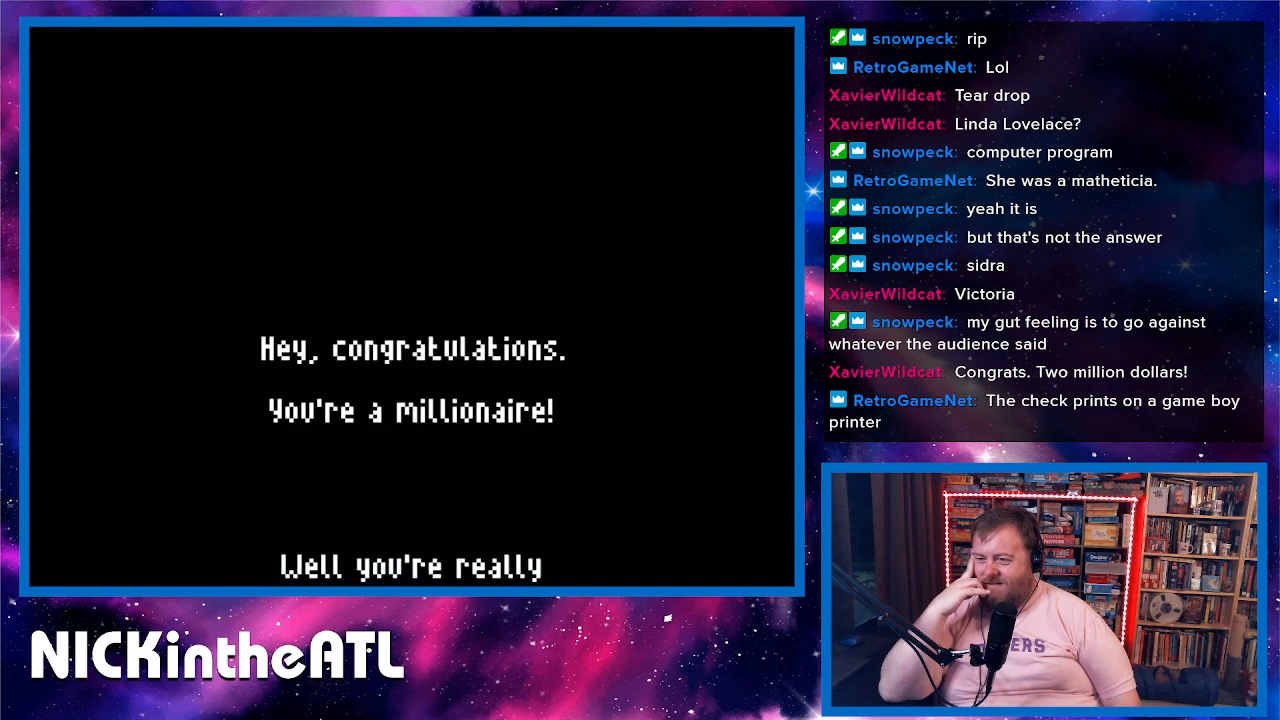 Hey, congratulations.
You're a millionaire!
Well you're really
NICKintheATL
snowpeck: rip
RetroGameNet: Lol
XavierWildcat: Tear drop
XavierWildcat: Linda Lovelace?
snowpeck: computer program
RetroGameNet: She was a matheticia.
snowpeck: yeah it is
snowpeck: but that's not the answer
snowpeck: sidra
XavierWildcat: Victoria
snowpeck: my gut feeling is to go against
whatever the audience said
XavierWildcat: Congrats. Two million dollars!
RetroGameNet: The check prints on a game boy
printer
ERS